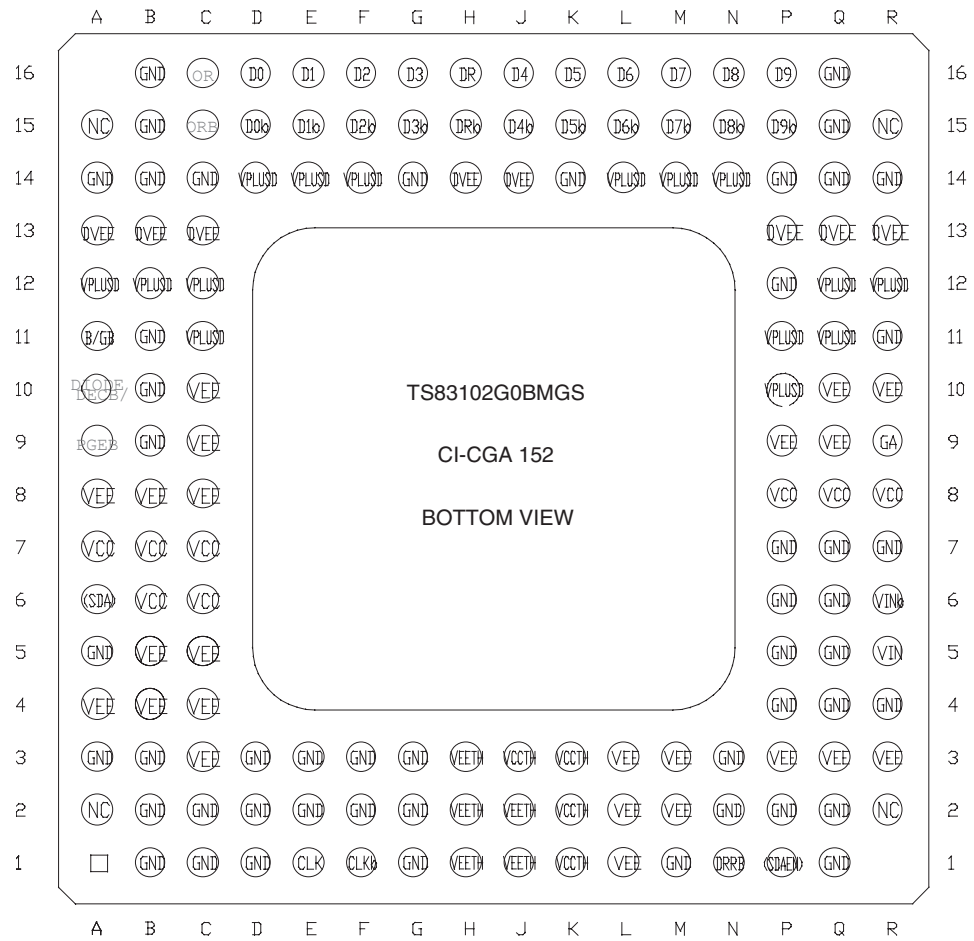 A B C D E F G H J K L M N P Q R
16 GND OR D0 D1 D2 D3 DR D4 D5 D6 D7 D8 D9 GND 16
15 NC GND ORB D0b D1b D2b D3b DRb D4b D5b D6b D7b D8b D9b GND NC 15
14 GND GND GND VPLUSD VPLUSD VPLUSD GND DVEE DVEE GND VPLUSD VPLUSD VPLUSD GND GND GND 14
13 DVEE DVEE DVEE DVEE DVEE DVEE 13
12 VPLUSD VPLUSD VPLUSD GND VPLUSD VPLUSD 12
11 B/GB GND VPLUSD VPLUSD VPLUSD GND 11
10 DIODE DECB/ GND VEE VPLUSD VEE VEE 10
TS83102G0BMGS
9 PGEB GND VEE VEE VEE GA 9
CI-CGA 152
8 VEE VEE VEE VCC VCC VCC 8
BOTTOM VIEW
7 VCC VCC VCC GND GND GND 7
6 (SDA) VCC VCC GND GND VINb 6
5 GND VEE VEE GND GND VIN 5
4 VEE VEE VEE GND GND GND 4
3 GND GND VEE GND GND GND GND VEETH VCCTH VCCTH VEE VEE GND VEE VEE VEE 3
2 NC GND GND GND GND GND GND VEETH VEETH VCCTH VEE VEE GND GND GND NC 2
1 GND GND GND CLK CLKb GND VEETH VEETH VCCTH VEE GND DRRB (SDAEN) GND 1
A B C D E F G H J K L M N P Q R